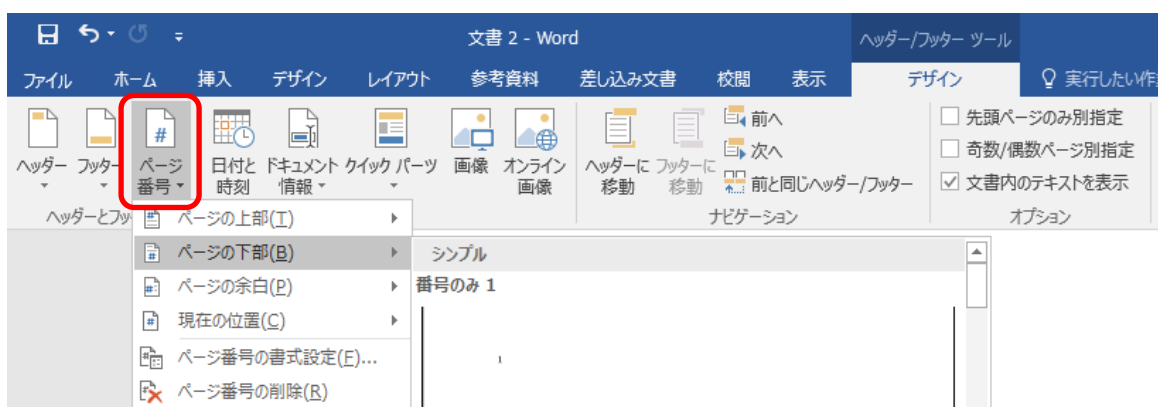 文書 2 - Word
ヘッダー/フッター ツール
ファイル ホーム 挿入 デザイン レイアウト 参考資料 差し込み文書 校閲 表示 デザイン 実行したい作
ヘッダー
フッター
ページ
番号
日付と
時刻
ドキュメント
情報
クイック パーツ
画像
オンライン
画像
ヘッダーに
移動
フッターに
移動
前へ
次へ
前と同じヘッダー/フッター
先頭ページのみ別指定
奇数/偶数ページ別指定
文書内のテキストを表示
ヘッダーとフッ
ナビゲーション
オプション
ページの上部(T)
ページの下部(B)
ページの余白(P)
現在の位置(C)
ページ番号の書式設定(F)...
ページ番号の削除(R)
シンプル
番号のみ 1
1